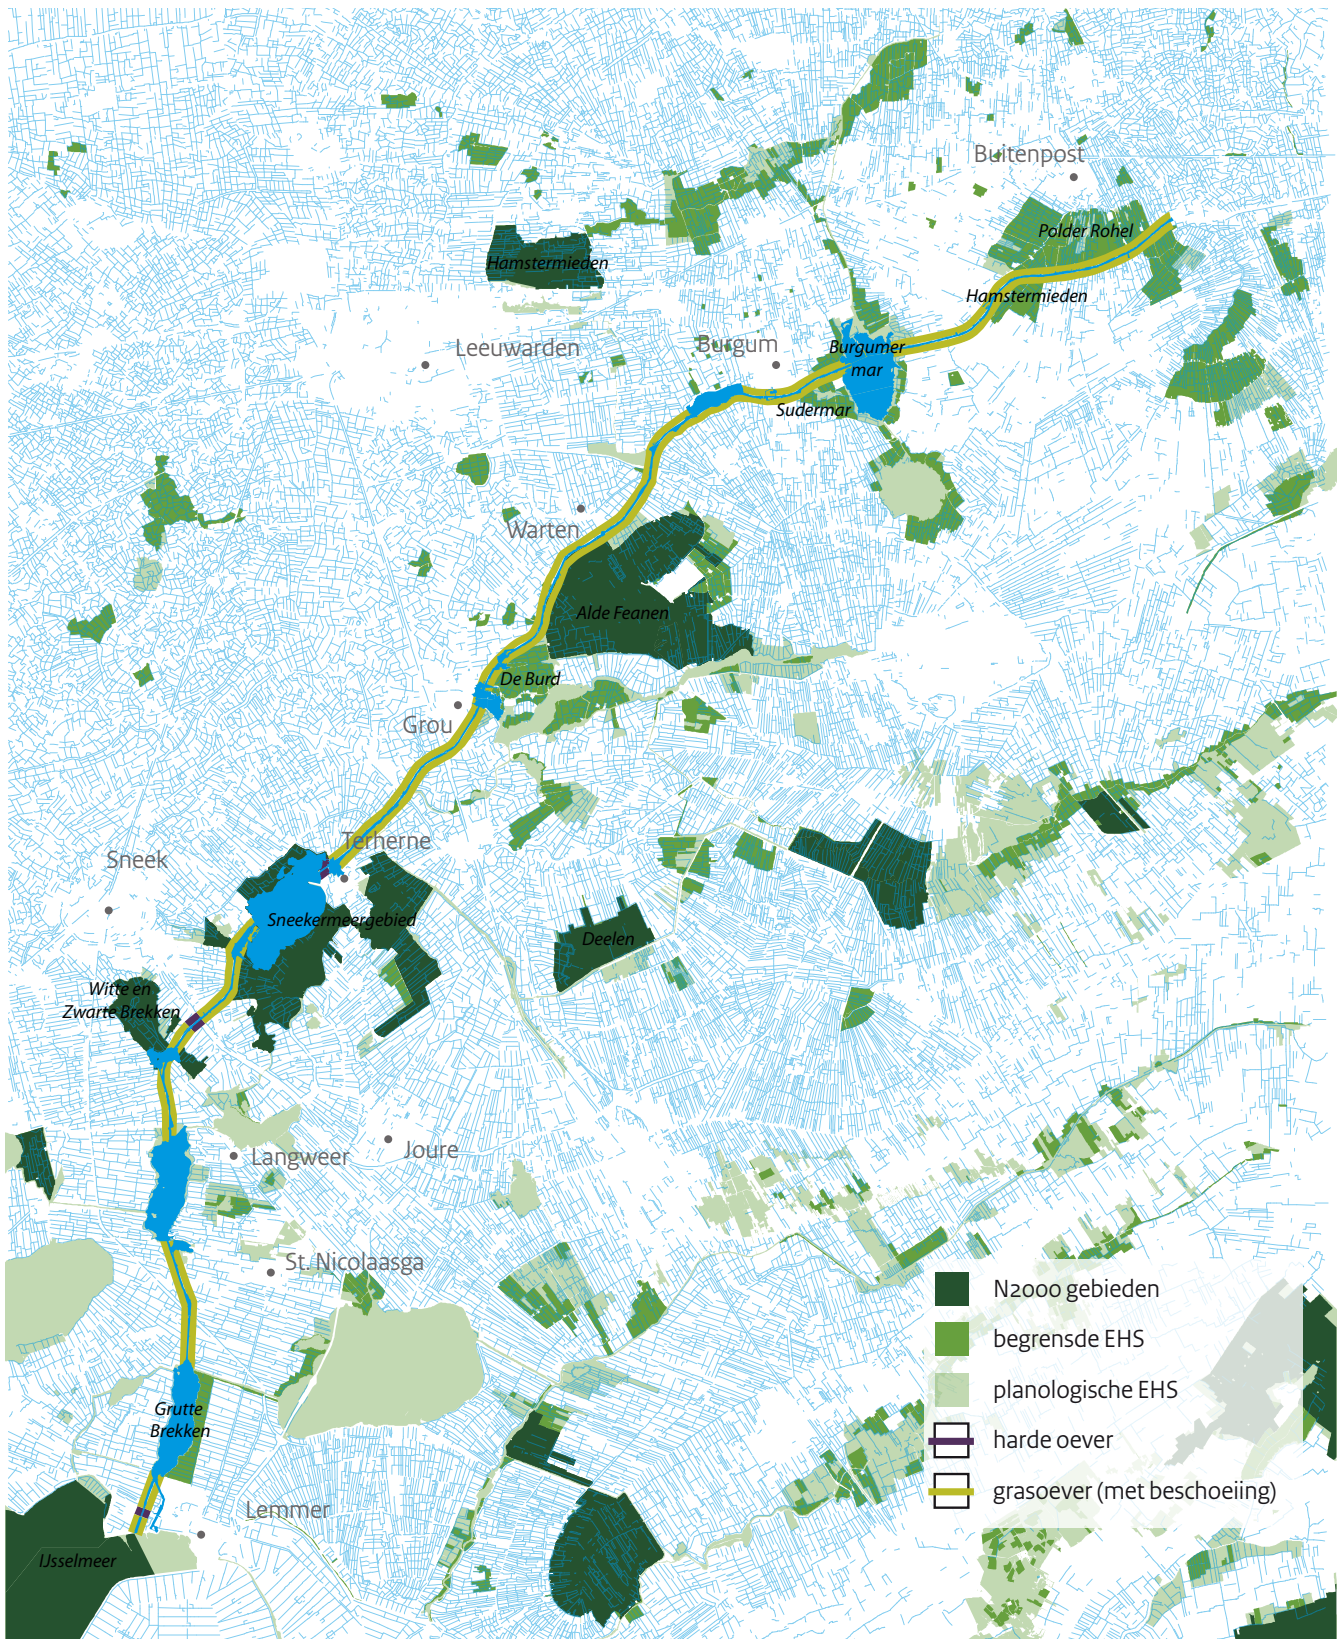 Buitenpost
Polder Rohel
Hamstermieden
Hamstermieden
Leeuwarden
Burgum
Burgumer
mar
Sudermar
Warten
Alde Feanen
De Burd
Grou
Terherne
Sneek
Sneekermeergebied
Deelen
Witte en
Zwarte Brekken
Joure
Langweer
St. Nicolaasga
N2000 gebieden
begrensde EHS
planologische EHS
Grutte
Brekken
harde oever
grasoever (met beschoeiing)
Lemmer
IJsselmeer